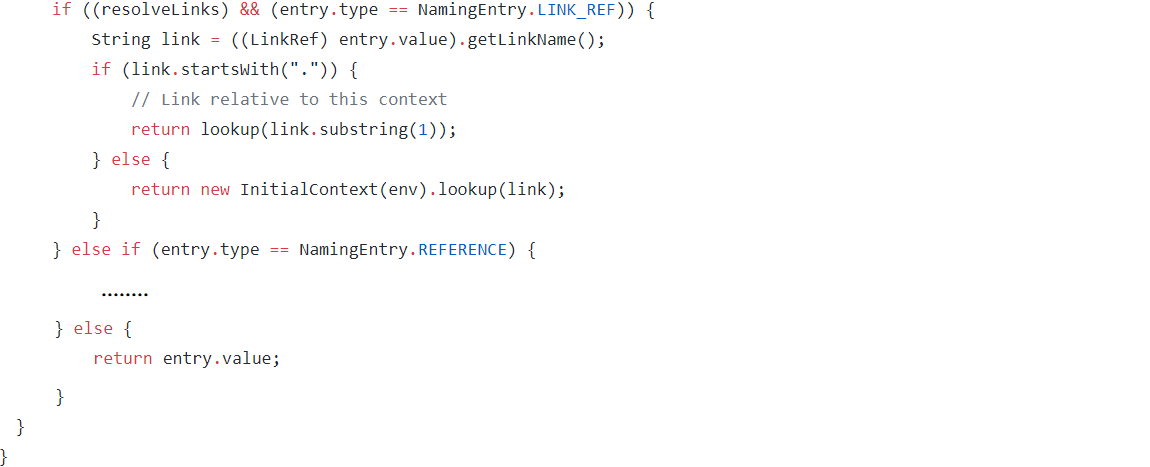 if ((resolveLinks) && (entry.type == NamingEntry.LINK_REF)) {
String link = ((LinkRef) entry.value).getLinkName();
if (link.startsWith(".")) {
// Link relative to this context
return lookup(link.substring(1));
} else {
return new InitialContext(env).lookup(link);
}
} else if (entry.type == NamingEntry.REFERENCE) {
........
} else {
return entry.value;
}
}
}